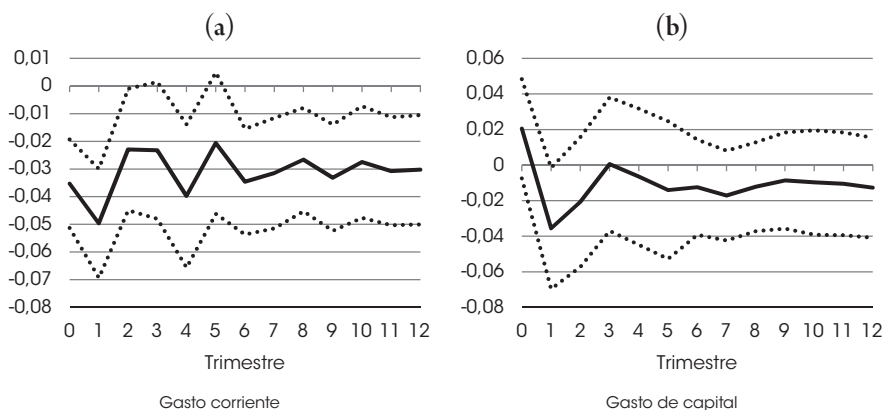 (a)
0,01
0
-0,01
-0,02
-0,03
-0,04
-0,05
-0,06
-0,07
-0,08
0 1 2 3 4 5 6 7 8 9 10 11 12
Trimestre
Gasto corriente
(b)
0,06
0,04
0,02
0
-0,02
-0,04
-0,06
-0,08
0 1 2 3 4 5 6 7 8 9 10 11 12
Trimestre
Gasto de capital